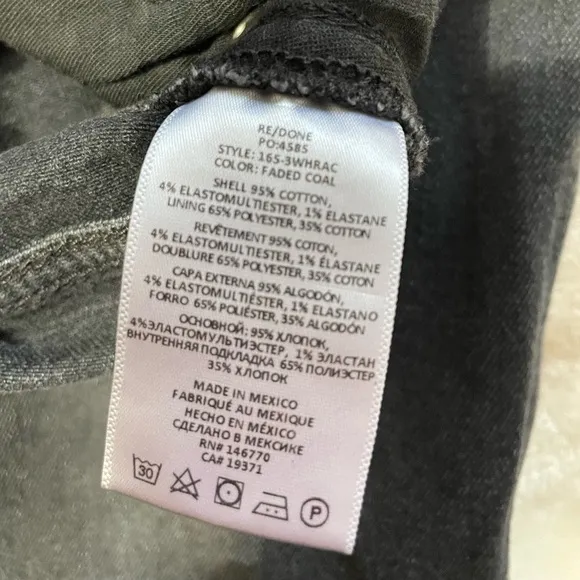 RE/DONE
PO:4585
STYLE: 165-3WHRAC
COLOR: FADED COAL
SHELL 95% COTTON,
4% ELASTOMULTIESTER, 1% ELASTANE
LINING 65% POLYESTER, 35% COTTON
REVÊTEMENT 95% COTON,
4% ELASTOMULTIESTER, 1% ÉLASTANE
DOUBLURE 65% POLYESTER, 35% COTON
CAPA EXTERNA 95% ALGODÓN,
4% ELASTOMULTIÉSTER, 1% ELASTANO
FORRO 65% POLIÉSTER, 35% ALGODÓN
ОСНОВНОЙ: 95% ХЛОПОК,
4%ЭЛАСТОМУЛЬТИЭСТЕР, 1% ЭЛАСТАН
ВНУТРЕННЯЯ ПОДКЛАДКА 65% ПОЛИЭСТЕР
35% ХЛОПОК
MADE IN MEXICO
FABRIQUÉ AU MEXIQUE
HECHO EN MÉXICO
СДЕЛАНО В МЕКСИКЕ
RN# 146770
CA# 19371
30 P